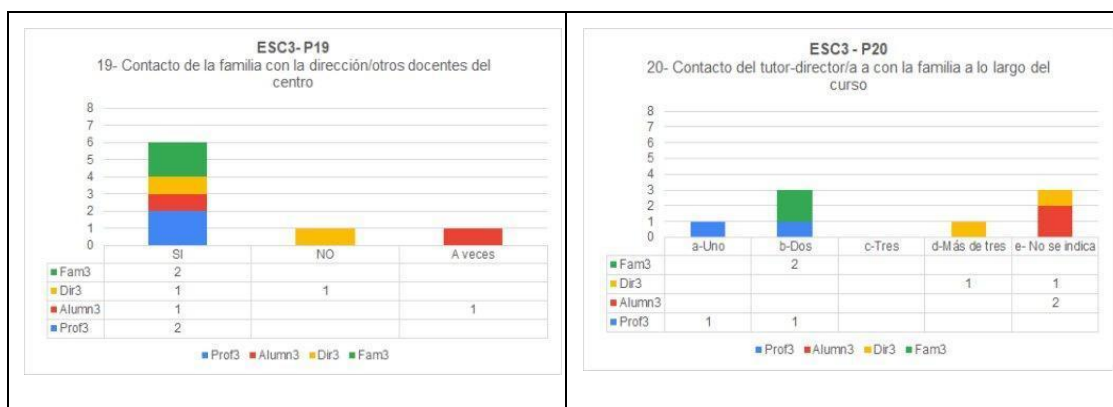 ESC3- P19
19- Contacto de la familia con la dirección/otros docentes del
centro
8
7
6
5
4
3
2
1
0
SI NO A veces
Fam3 2
Dir3 1 1
Alumn3 1 1
Prof3 2
Prof3 Alumn3 Dir3 Fam3
ESC3 - P20
20- Contacto del tutor-director/a a con la familia a lo largo del
curso
8
7
6
5
4
3
2
1
0
a-Uno b-Dos c-Tres d-Más de tres e- No se indica
Fam3 2
Dir3 1 1
Alumn3 2
Prof3 1 1
Prof3 Alumn3 Dir3 Fam3